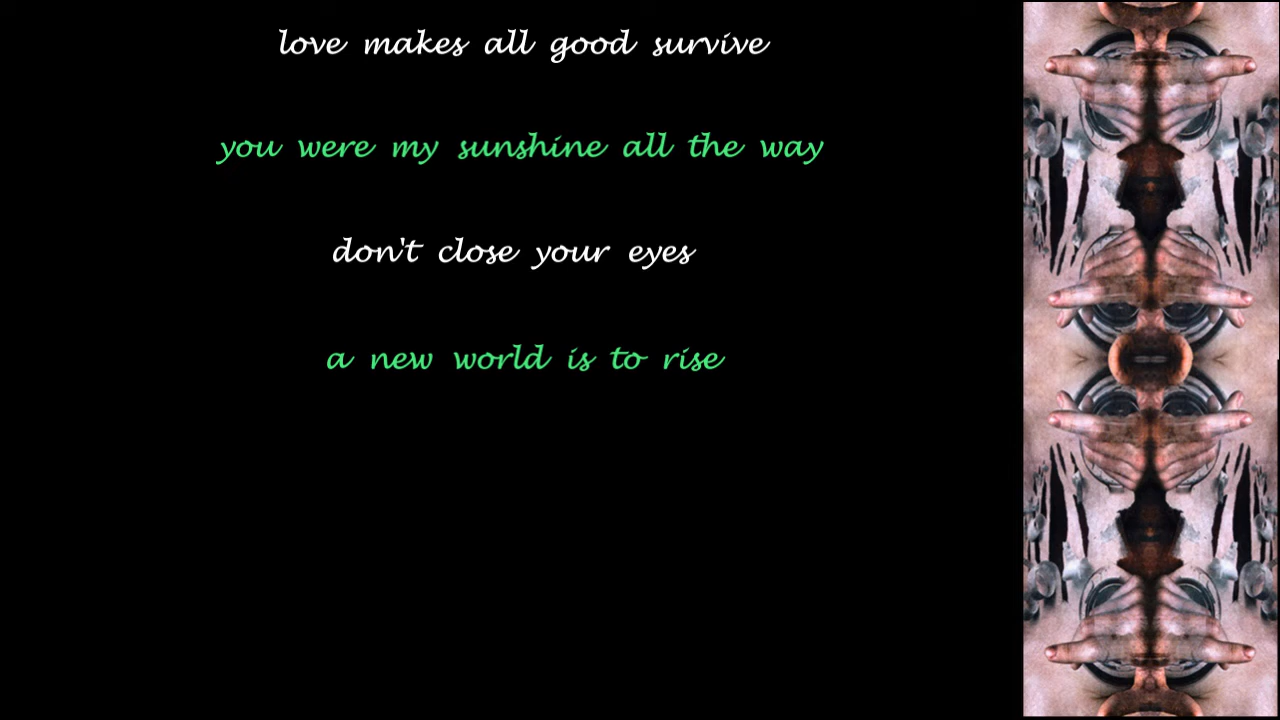 love makes all good survive
you were my sunshine all the way
don't close your eyes
a new world is to rise